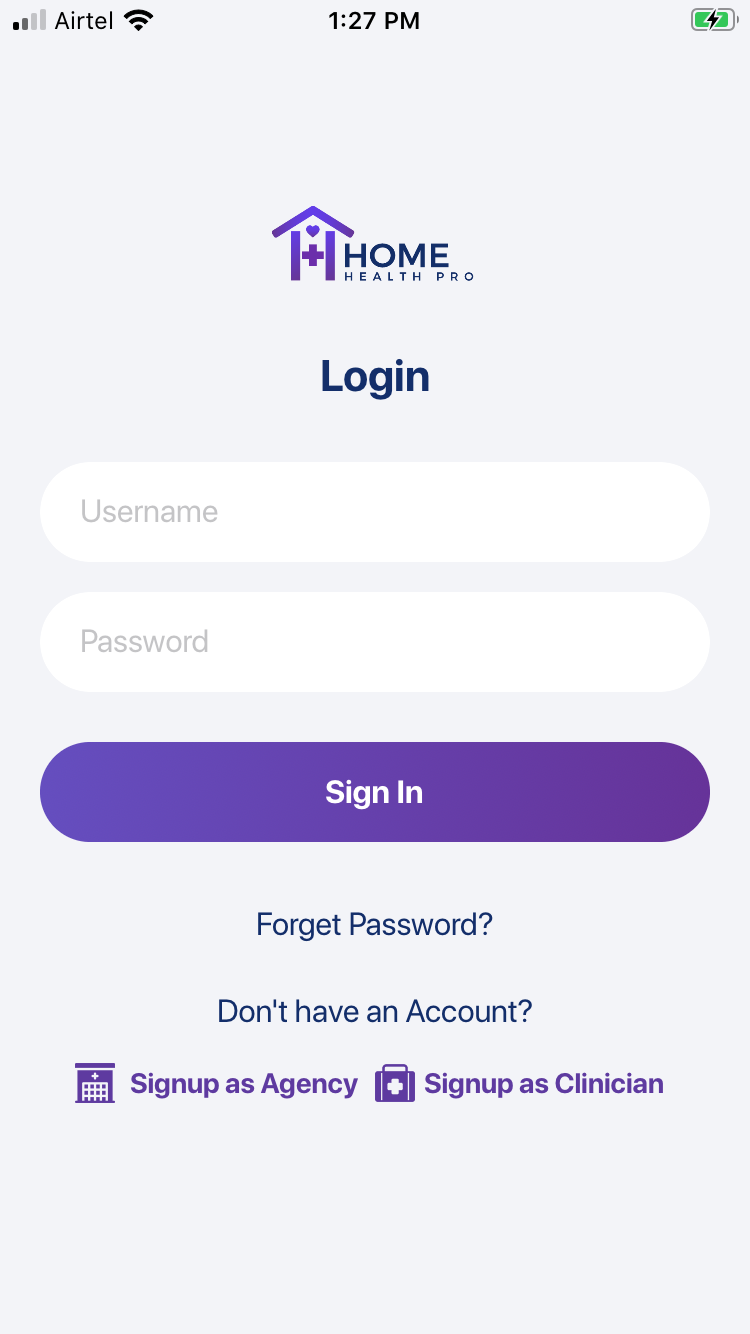 Airtel 1:27 PM
HOME
HEALTH PRO
Login
Username
Password
Sign In
Forget Password?
Don't have an Account?
Signup as Agency Signup as Clinician